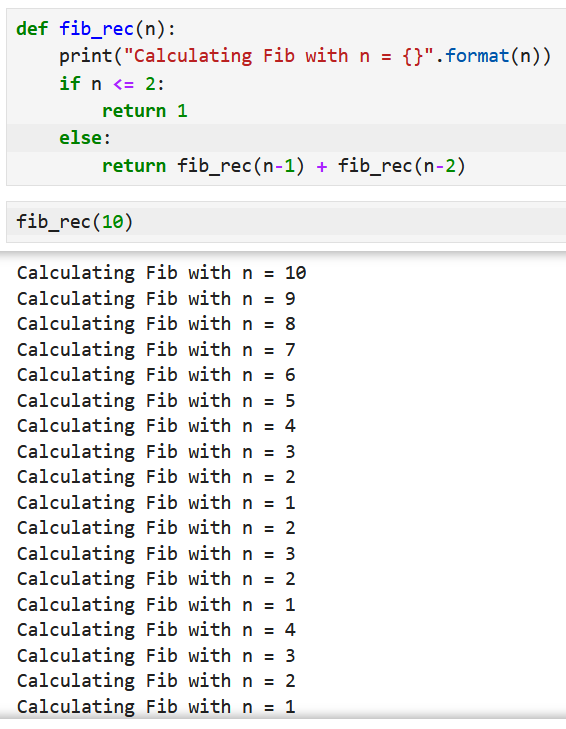 def fib_rec(n):
    print("Calculating Fib with n = {}".format(n))
    if n <= 2:
        return 1
    else:
        return fib_rec(n-1) + fib_rec(n-2)
fib_rec(10)
Calculating Fib with n = 10
Calculating Fib with n = 9
Calculating Fib with n = 8
Calculating Fib with n = 7
Calculating Fib with n = 6
Calculating Fib with n = 5
Calculating Fib with n = 4
Calculating Fib with n = 3
Calculating Fib with n = 2
Calculating Fib with n = 1
Calculating Fib with n = 2
Calculating Fib with n = 3
Calculating Fib with n = 2
Calculating Fib with n = 1
Calculating Fib with n = 4
Calculating Fib with n = 3
Calculating Fib with n = 2
Calculating Fib with n = 1